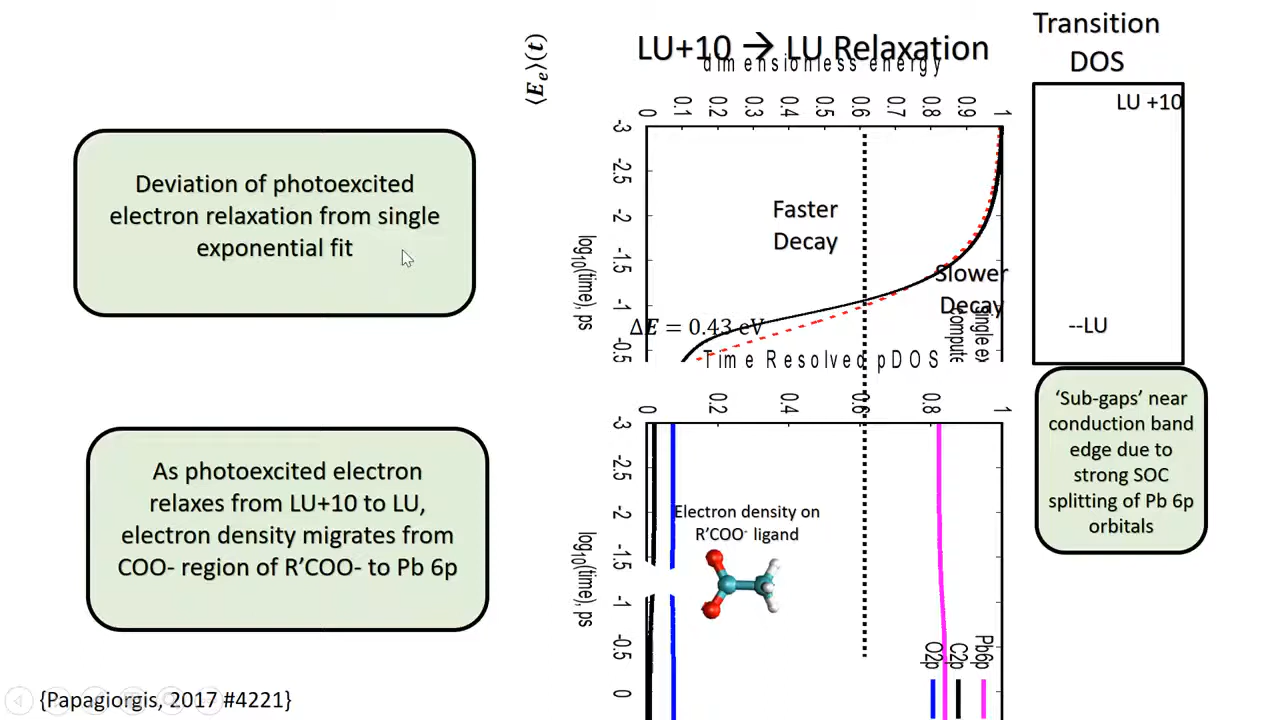 LU+10 → LU Relaxation
Transition
DOS
⟨E_e⟩(t)
dimensionless energy
0
0.1
0.2
0.3
0.4
0.5
0.6
0.7
0.8
0.9
1
LU +10
-3
-2.5
-2
-1.5
-1
-0.5
log10(time), ps
Faster
Decay
Slower
Decay
ΔE = 0.43 eV
single ex
compute
--LU
Deviation of photoexcited
electron relaxation from single
exponential fit
Time Resolved pDOS
0
0.2
0.4
0.6
0.8
1
-3
-2.5
-2
-1.5
-1
-0.5
0
log10(time), ps
Electron density on
R'COO- ligand
Pb6p
C2p
O2p
'Sub-gaps' near
conduction band
edge due to
strong SOC
splitting of Pb 6p
orbitals
As photoexcited electron
relaxes from LU+10 to LU,
electron density migrates from
COO- region of R'COO- to Pb 6p
{Papagiorgis, 2017 #4221}